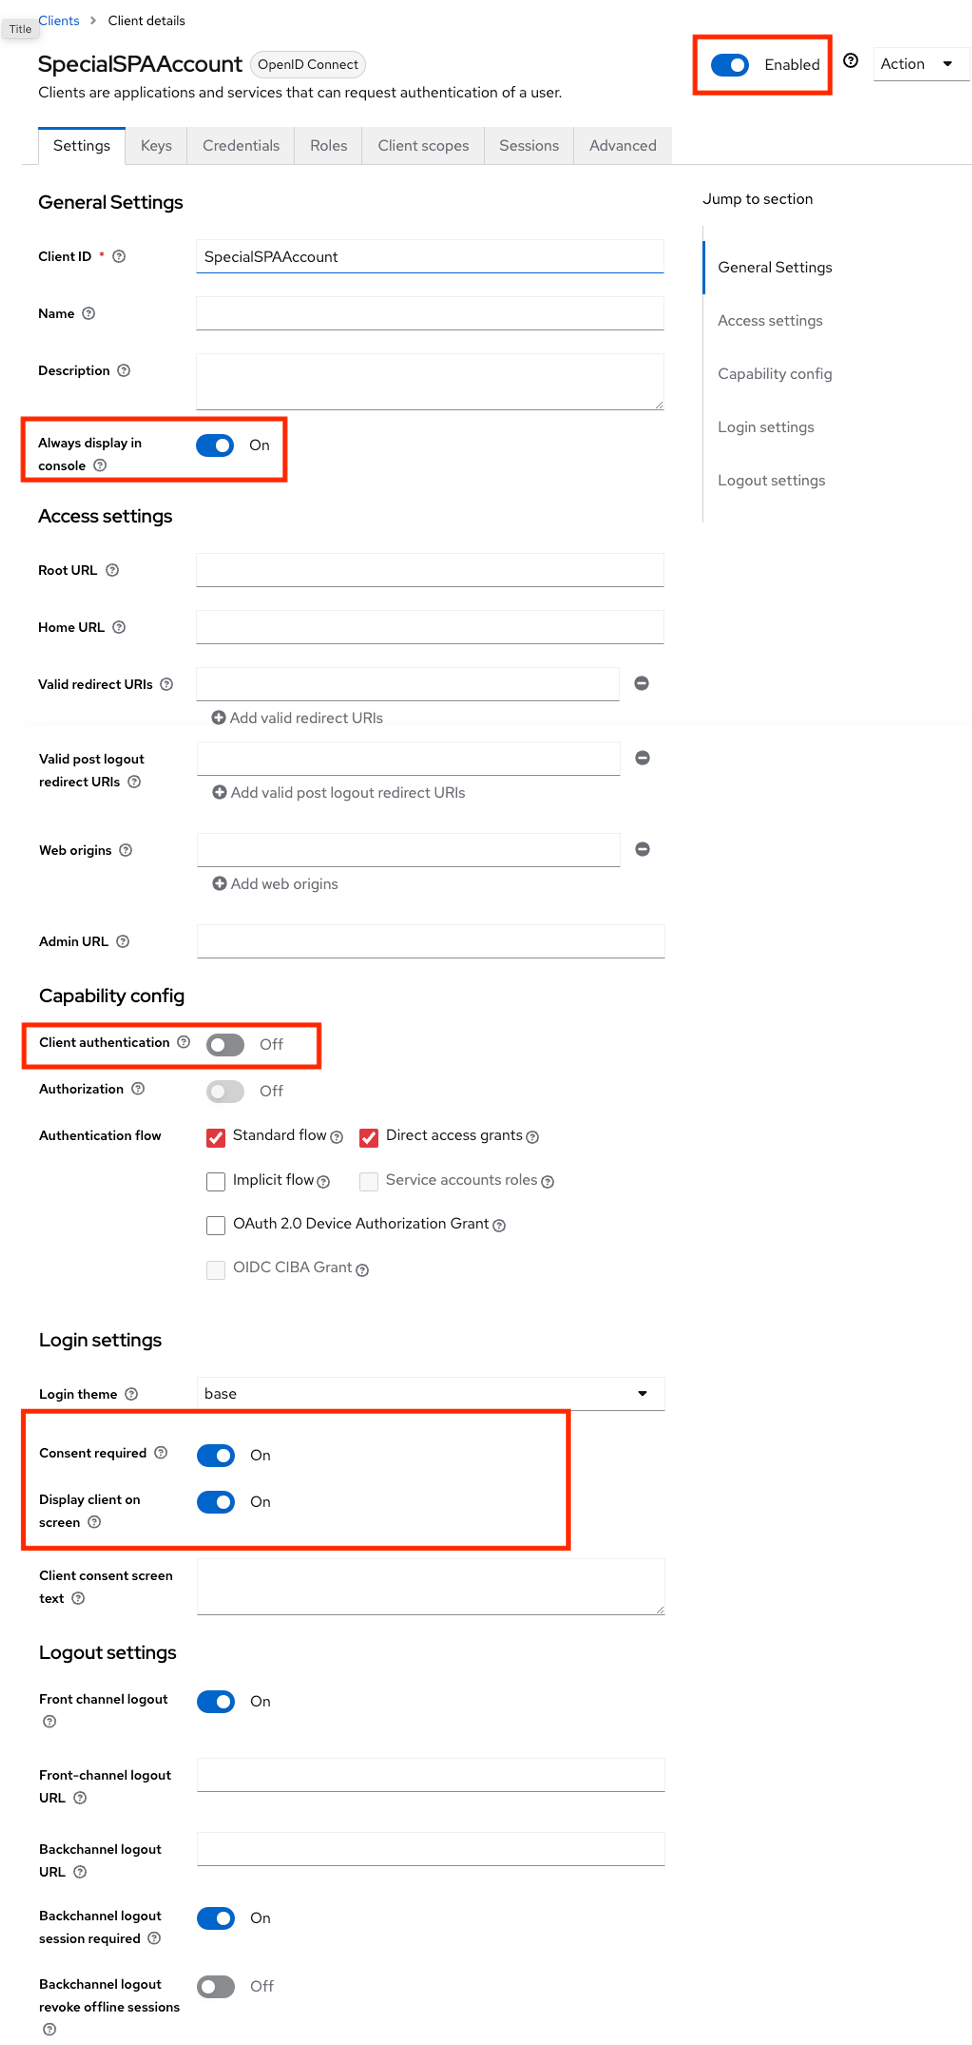 Clients > Client details
Title
SpecialSPAAccount OpenID Connect
Enabled
Action
Clients are applications and services that can request authentication of a user.
Settings Keys Credentials Roles Client scopes Sessions Advanced
General Settings
Jump to section
Client ID * SpecialSPAAccount
General Settings
Name
Access settings
Description
Capability config
Login settings
Always display in
console
On
Logout settings
Access settings
Root URL
Home URL
Valid redirect URIs
Add valid redirect URIs
Valid post logout
redirect URIs
Add valid post logout redirect URIs
Web origins
Add web origins
Admin URL
Capability config
Client authentication Off
Authorization Off
Authentication flow Standard flow Direct access grants
Implicit flow Service accounts roles
OAuth 2.0 Device Authorization Grant
OIDC CIBA Grant
Login settings
Login theme base
Consent required On
Display client on
screen
On
Client consent screen
text
Logout settings
Front channel logout On
Front-channel logout
URL
Backchannel logout
URL
Backchannel logout
session required
On
Backchannel logout
revoke offline sessions
Off